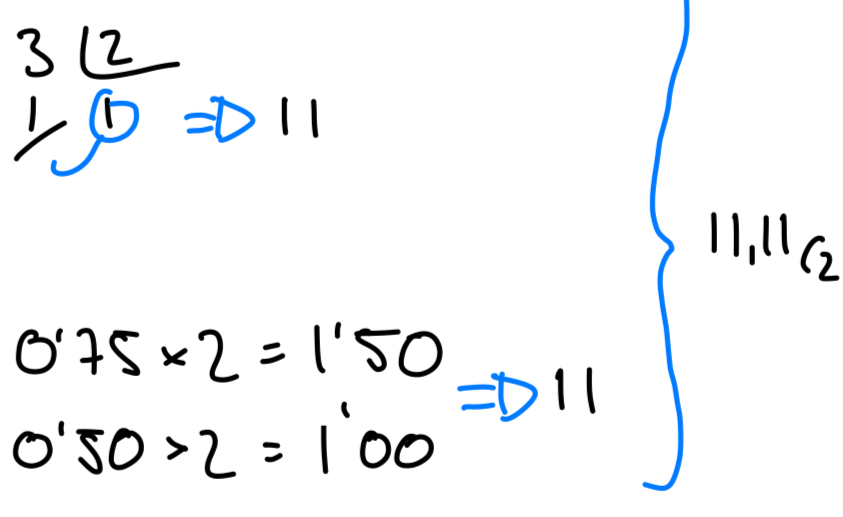 3 2
1 1 ⇒ 11
11,11(2
0'75 × 2 = 1'50
⇒ 11
0'50 × 2 = 1'00